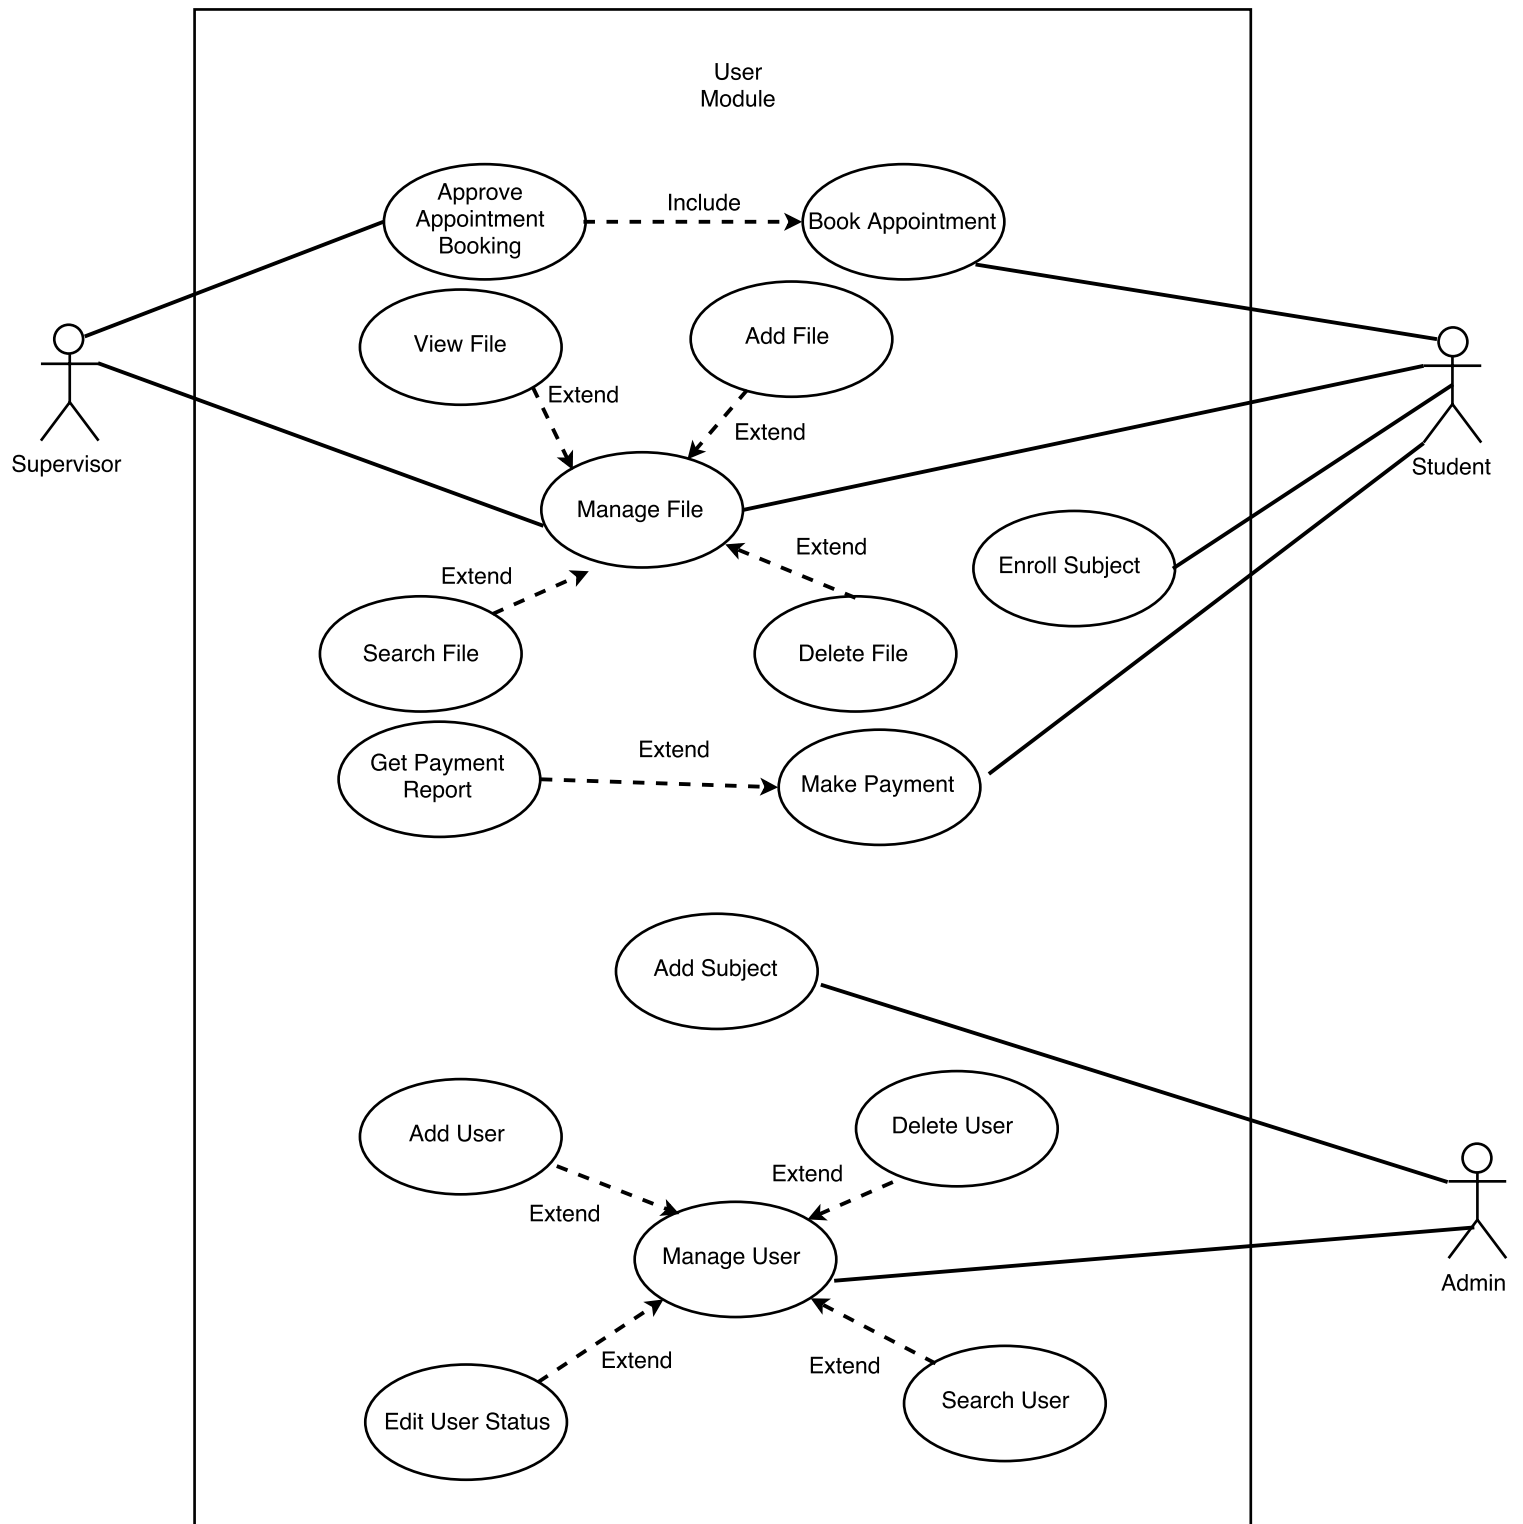 User
Module
Approve
Appointment
Booking
Include
Book Appointment
View File
Add File
Extend
Extend
Supervisor
Student
Manage File
Extend
Enroll Subject
Extend
Search File
Delete File
Get Payment
Report
Extend
Make Payment
Add Subject
Add User
Delete User
Extend
Extend
Manage User
Admin
Extend
Extend
Edit User Status
Search User